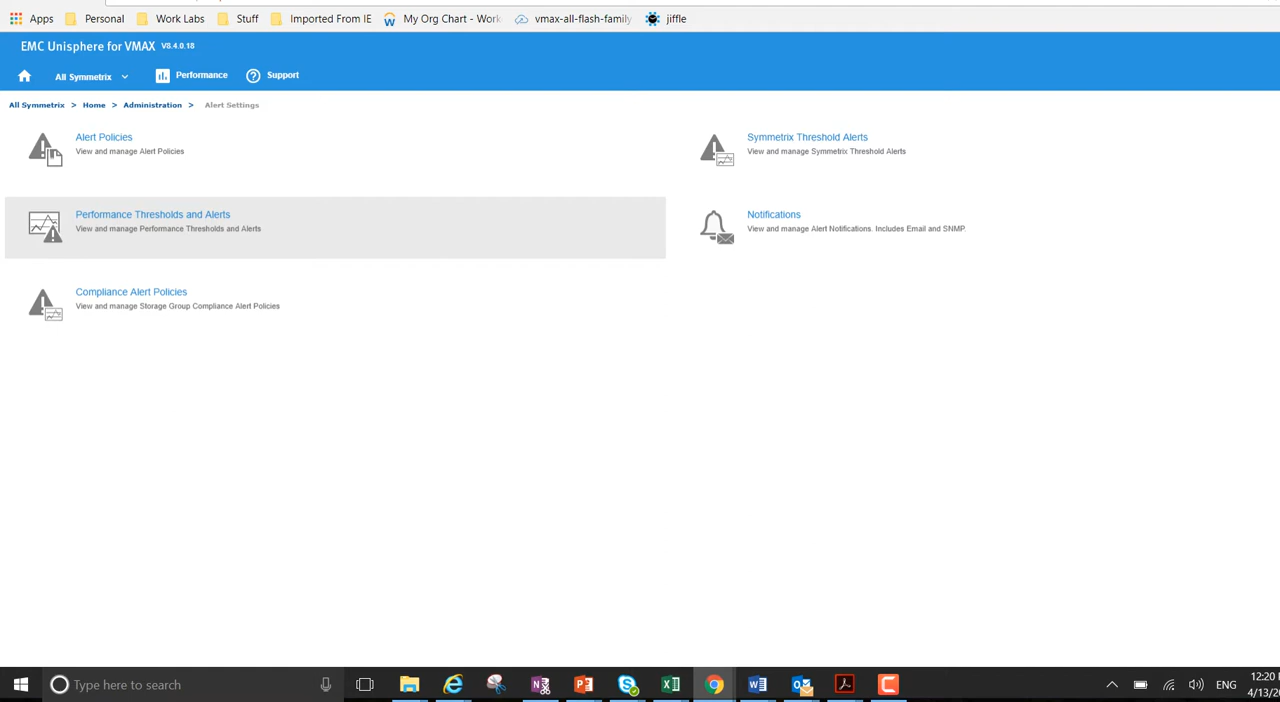 Apps Personal Work Labs Stuff Imported From IE My Org Chart - Work vmax-all-flash-family jiffle
EMC Unisphere for VMAX V8.4.0.18
All Symmetrix Performance Support
All Symmetrix > Home > Administration > Alert Settings
Alert Policies
View and manage Alert Policies
Symmetrix Threshold Alerts
View and manage Symmetrix Threshold Alerts
Performance Thresholds and Alerts
View and manage Performance Thresholds and Alerts
Notifications
View and manage Alert Notifications. Includes Email and SNMP.
Compliance Alert Policies
View and manage Storage Group Compliance Alert Policies
Type here to search
ENG
12:20
4/13/2